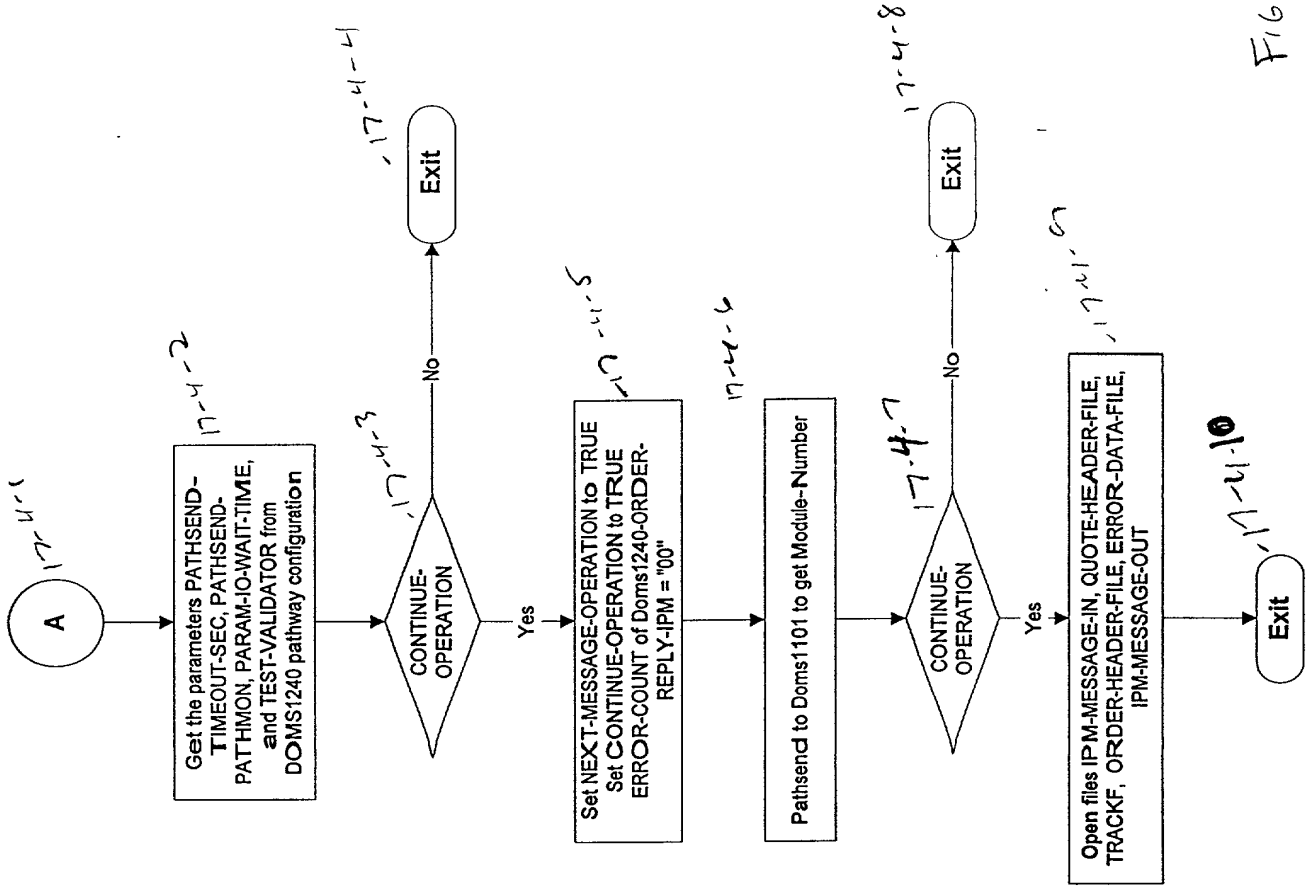 A
17-4-1
Get the parameters PATHSEND-
TIMEOUT-SEC, PATHSEND-
PATHMON, PARAM-IO-WAIT-TIME,
and TEST-VALIDATOR from
DOMS1240 pathway configuration
17-4-2
CONTINUE-
OPERATION
17-4-3
No
Exit
17-4-4
Yes
Set NEXT-MESSAGE-OPERATION to TRUE
Set CONTINUE-OPERATION to TRUE
ERROR-COUNT of Doms1240-ORDER-
REPLY-IPM = "00"
17-4-5
Pathsend to Doms1101 to get Module-Number
17-4-6
CONTINUE-
OPERATION
17-4-7
No
Exit
17-4-8
Yes
Open files IPM-MESSAGE-IN, QUOTE-HEADER-FILE,
TRACKF, ORDER-HEADER-FILE, ERROR-DATA-FILE,
IPM-MESSAGE-OUT
17-4-9
Exit
17-4-10
FIG